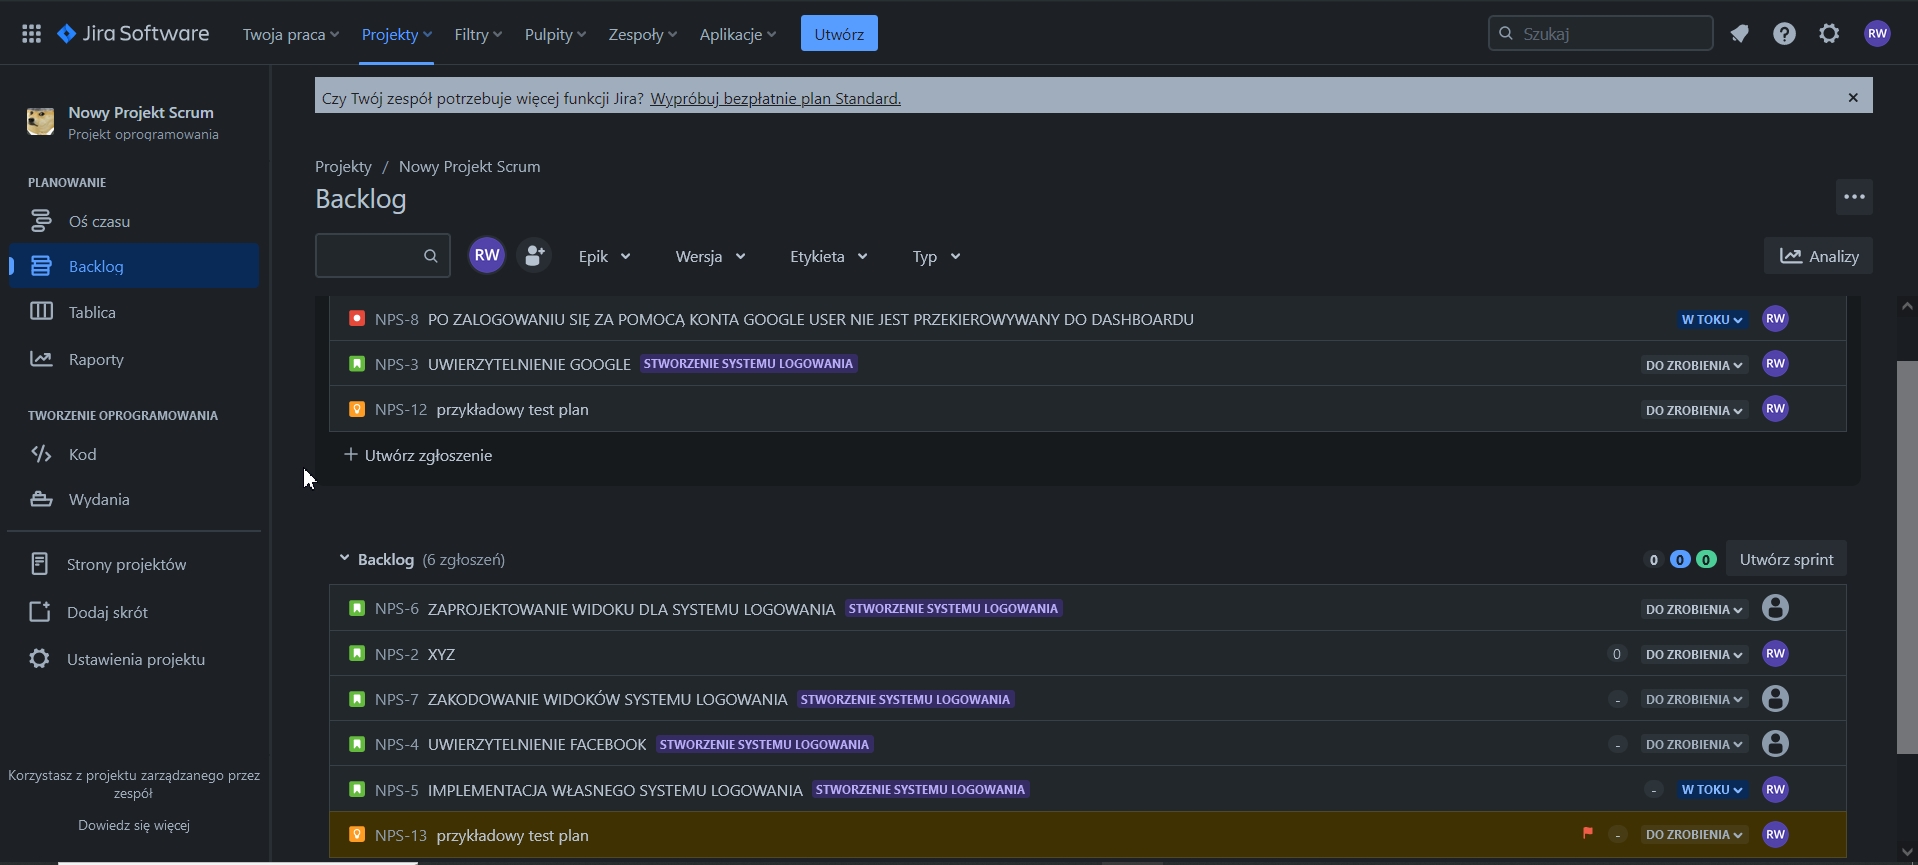 Jira Software Twoja praca Projekty Filtry Pulpity Zespoły Aplikacje Utwórz Szukaj RW
Czy Twój zespół potrzebuje więcej funkcji Jira? Wypróbuj bezpłatnie plan Standard.
Nowy Projekt Scrum
Projekt oprogramowania
PLANOWANIE
Oś czasu
Backlog
Tablica
Raporty
TWORZENIE OPROGRAMOWANIA
Kod
Wydania
Strony projektów
Dodaj skrót
Ustawienia projektu
Korzystasz z projektu zarządzanego przez
zespół
Dowiedz się więcej
Projekty / Nowy Projekt Scrum
Backlog
RW Epik Wersja Etykieta Typ Analizy
NPS-8 PO ZALOGOWANIU SIĘ ZA POMOCĄ KONTA GOOGLE USER NIE JEST PRZEKIEROWYWANY DO DASHBOARDU W TOKU RW
NPS-3 UWIERZYTELNIENIE GOOGLE STWORZENIE SYSTEMU LOGOWANIA DO ZROBIENIA RW
NPS-12 przykładowy test plan DO ZROBIENIA RW
+ Utwórz zgłoszenie
Backlog (6 zgłoszeń) 0 0 0 Utwórz sprint
NPS-6 ZAPROJEKTOWANIE WIDOKU DLA SYSTEMU LOGOWANIA STWORZENIE SYSTEMU LOGOWANIA DO ZROBIENIA
NPS-2 XYZ 0 DO ZROBIENIA RW
NPS-7 ZAKODOWANIE WIDOKÓW SYSTEMU LOGOWANIA STWORZENIE SYSTEMU LOGOWANIA - DO ZROBIENIA
NPS-4 UWIERZYTELNIENIE FACEBOOK STWORZENIE SYSTEMU LOGOWANIA - DO ZROBIENIA
NPS-5 IMPLEMENTACJA WŁASNEGO SYSTEMU LOGOWANIA STWORZENIE SYSTEMU LOGOWANIA - W TOKU RW
NPS-13 przykładowy test plan - DO ZROBIENIA RW